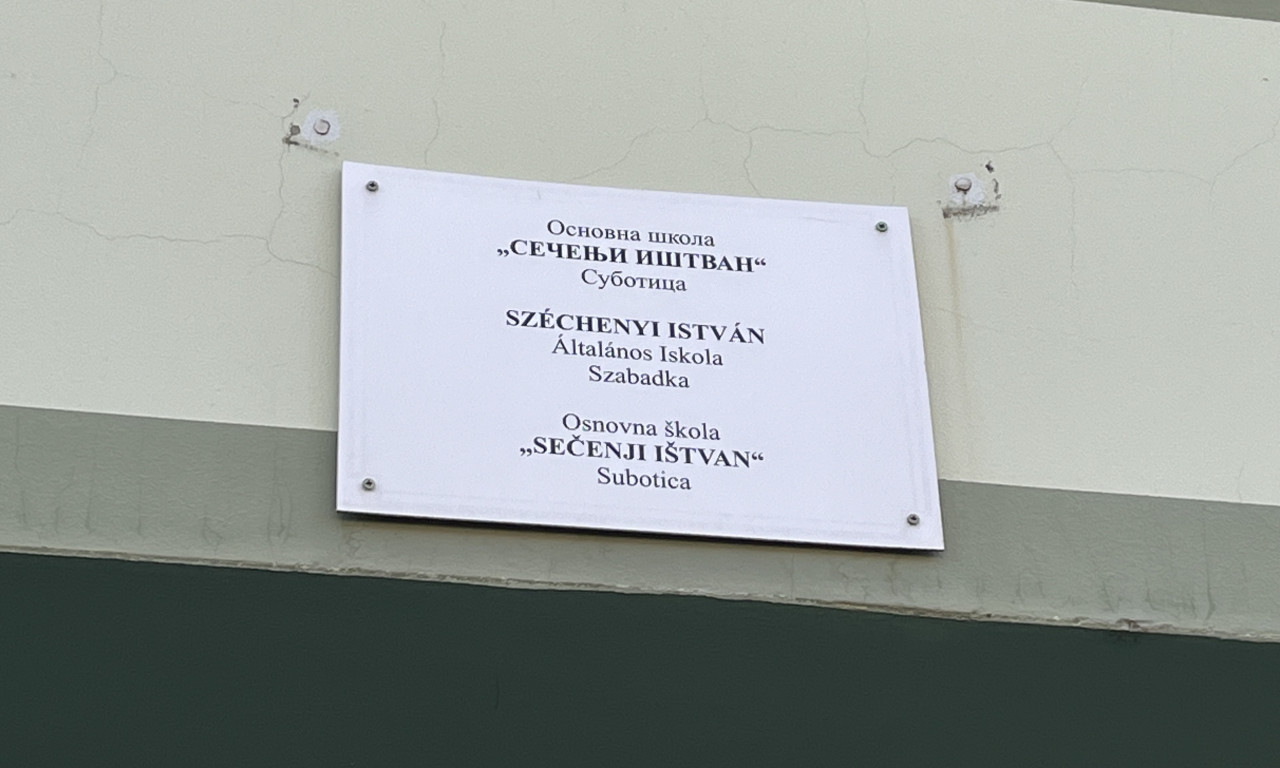 Основна школа
„СЕЧЕЊИ ИШТВАН“
Суботица
SZÉCHENYI ISTVÁN
Általános Iskola
Szabadka
Osnovna škola
„SEČENJI IŠTVAN“
Subotica